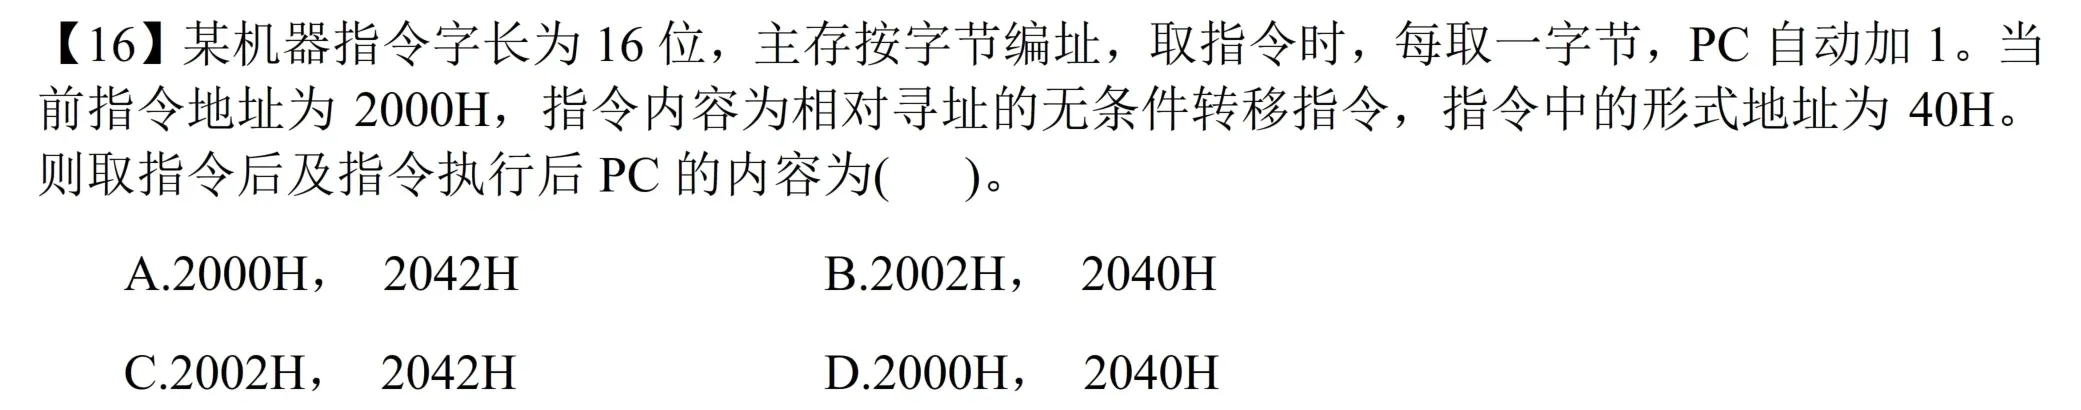 【16】某机器指令字长为 16 位，主存按字节编址，取指令时，每取一字节，PC 自动加 1。当
前指令地址为 2000H，指令内容为相对寻址的无条件转移指令，指令中的形式地址为 40H。
则取指令后及指令执行后 PC 的内容为(　　)。
A.2000H， 2042H　　B.2002H， 2040H
C.2002H， 2042H　　D.2000H， 2040H